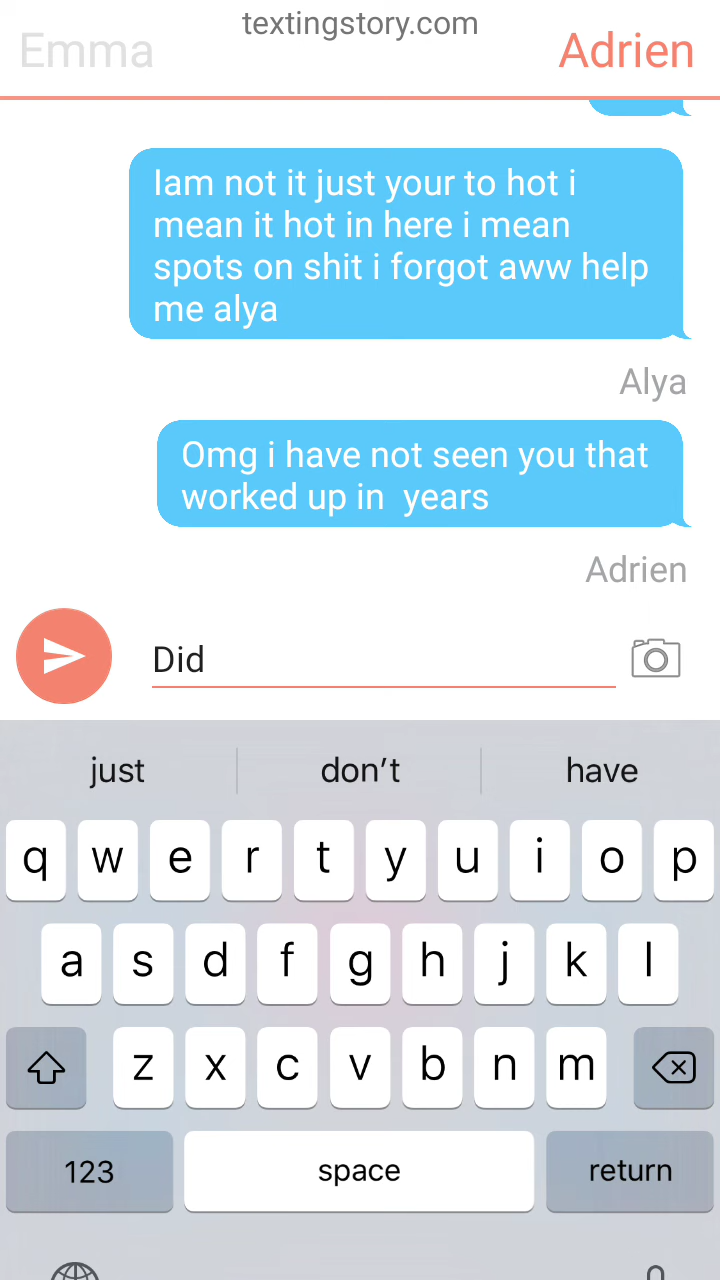 textingstory.com
Emma
Adrien
Iam not it just your to hot i
mean it hot in here i mean
spots on shit i forgot aww help
me alya
Alya
Omg i have not seen you that
worked up in  years
Adrien
Did
just don't have
q w e r t y u i o p
a s d f g h j k l
z x c v b n m
123 space return